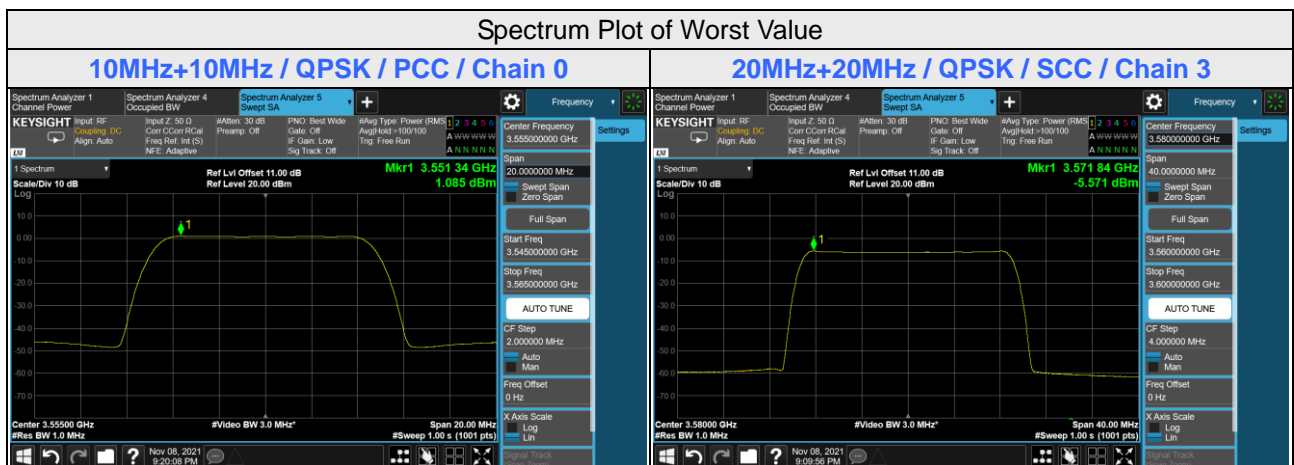 Spectrum Plot of Worst Value
10MHz+10MHz / QPSK / PCC / Chain 0
20MHz+20MHz / QPSK / SCC / Chain 3
Spectrum Analyzer 1
Channel Power
Spectrum Analyzer 4
Occupied BW
Spectrum Analyzer 5
Swept SA
+
Frequency
KEYSIGHT
Input: RF
Coupling: DC
Align: Auto
Input Z: 50 Ω
Corr CCorr RCal
Freq Ref: Int (S)
NFE: Adaptive
#Atten: 30 dB
Preamp: Off
PNO: Best Wide
Gate: Off
IF Gain: Low
Sig Track: Off
#Avg Type: Power (RMS
Avg|Hold:>100/100
Trig: Free Run
1 2 3 4 5 6
A W W W W W
A N N N N N
LXI
1 Spectrum
Scale/Div 10 dB
Log
Ref Lvl Offset 11.00 dB
Ref Level 20.00 dBm
Mkr1 3.551 34 GHz
1.085 dBm
10.0
0.00
-10.0
-20.0
-30.0
-40.0
-50.0
-60.0
-70.0
1
Center 3.55500 GHz
#Res BW 1.0 MHz
#Video BW 3.0 MHz*
Span 20.00 MHz
#Sweep 1.00 s (1001 pts)
Center Frequency
3.555000000 GHz
Settings
Span
20.0000000 MHz
Swept Span
Zero Span
Full Span
Start Freq
3.545000000 GHz
Stop Freq
3.565000000 GHz
AUTO TUNE
CF Step
2.000000 MHz
Auto
Man
Freq Offset
0 Hz
X Axis Scale
Log
Lin
Signal Track
?
Nov 08, 2021
9:20:08 PM
Spectrum Analyzer 1
Channel Power
Spectrum Analyzer 4
Occupied BW
Spectrum Analyzer 5
Swept SA
+
Frequency
KEYSIGHT
Input: RF
Coupling: DC
Align: Auto
Input Z: 50 Ω
Corr CCorr RCal
Freq Ref: Int (S)
NFE: Adaptive
#Atten: 30 dB
Preamp: Off
PNO: Best Wide
Gate: Off
IF Gain: Low
Sig Track: Off
#Avg Type: Power (RMS
Avg|Hold:>100/100
Trig: Free Run
1 2 3 4 5 6
A W W W W W
A N N N N N
LXI
1 Spectrum
Scale/Div 10 dB
Log
Ref Lvl Offset 11.00 dB
Ref Level 20.00 dBm
Mkr1 3.571 84 GHz
-5.571 dBm
10.0
0.00
-10.0
-20.0
-30.0
-40.0
-50.0
-60.0
-70.0
1
Center 3.58000 GHz
#Res BW 1.0 MHz
#Video BW 3.0 MHz*
Span 40.00 MHz
#Sweep 1.00 s (1001 pts)
Center Frequency
3.580000000 GHz
Settings
Span
40.0000000 MHz
Swept Span
Zero Span
Full Span
Start Freq
3.560000000 GHz
Stop Freq
3.600000000 GHz
AUTO TUNE
CF Step
4.000000 MHz
Auto
Man
Freq Offset
0 Hz
X Axis Scale
Log
Lin
Signal Track
?
Nov 08, 2021
9:09:56 PM